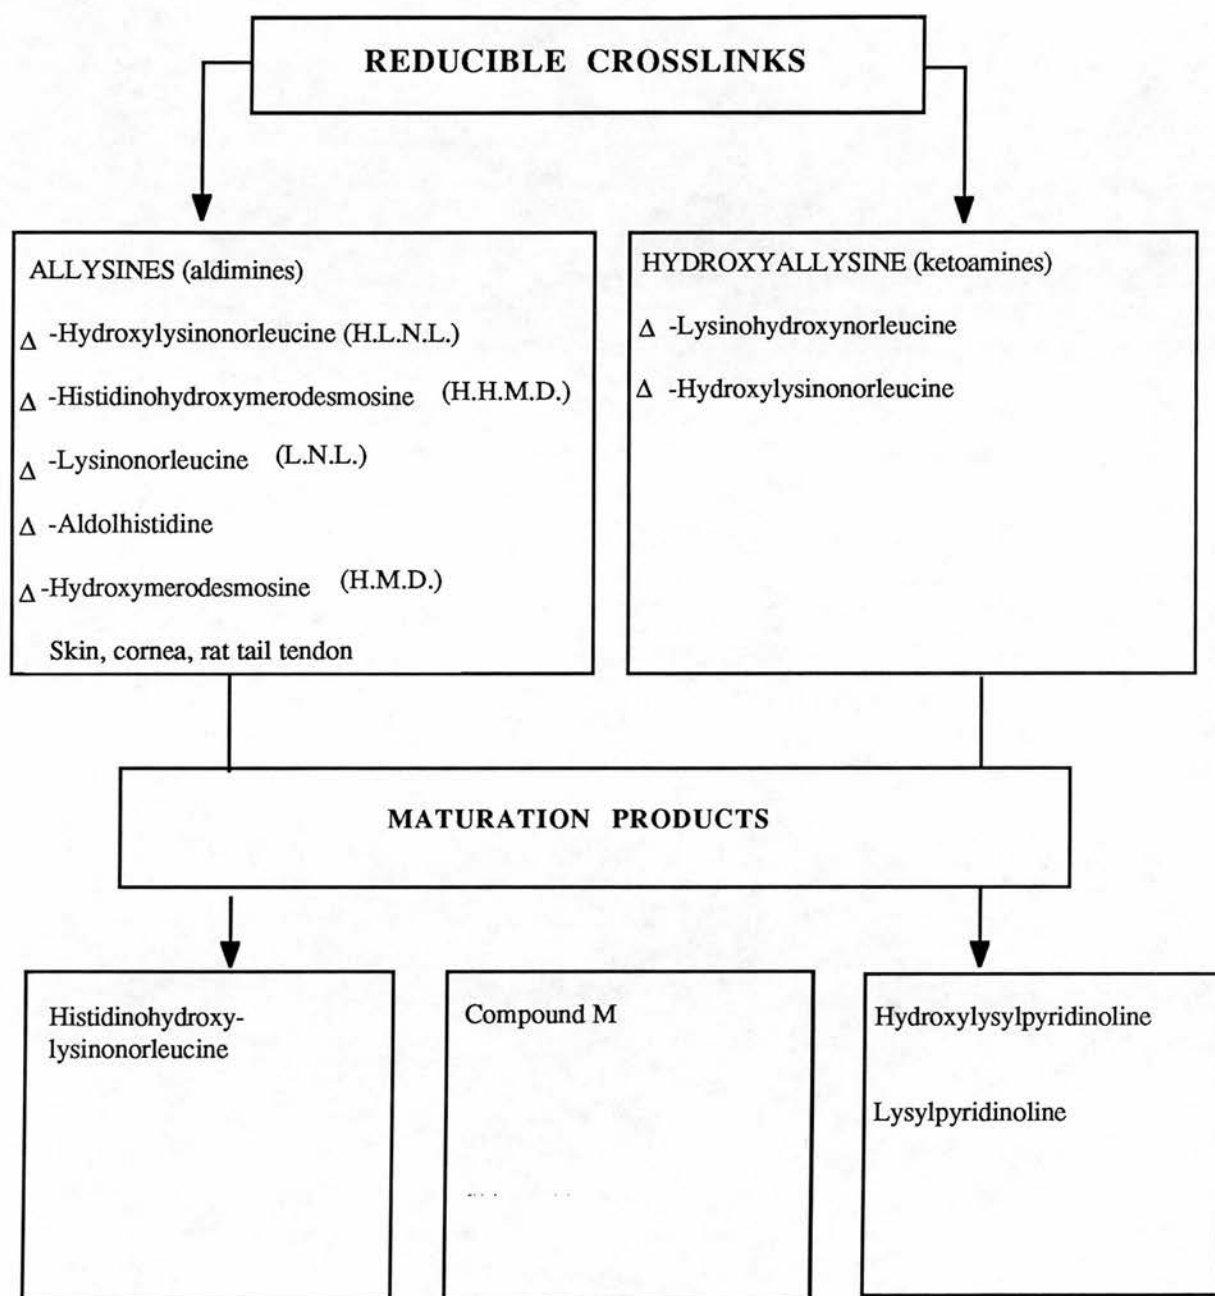 REDUCIBLE CROSSLINKS
ALLYSINES (aldimines)
Δ -Hydroxylysinonorleucine (H.L.N.L.)
Δ -Histidinohydroxymerodesmosine (H.H.M.D.)
Δ -Lysinonorleucine (L.N.L.)
Δ -Aldolhistidine
Δ -Hydroxymerodesmosine (H.M.D.)
Skin, cornea, rat tail tendon
HYDROXYALLYSINE (ketoamines)
Δ -Lysinohydroxynorleucine
Δ -Hydroxylysinonorleucine
MATURATION PRODUCTS
Histidinohydroxy-
lysinonorleucine
Compound M
Hydroxylysylpyridinoline
Lysylpyridinoline